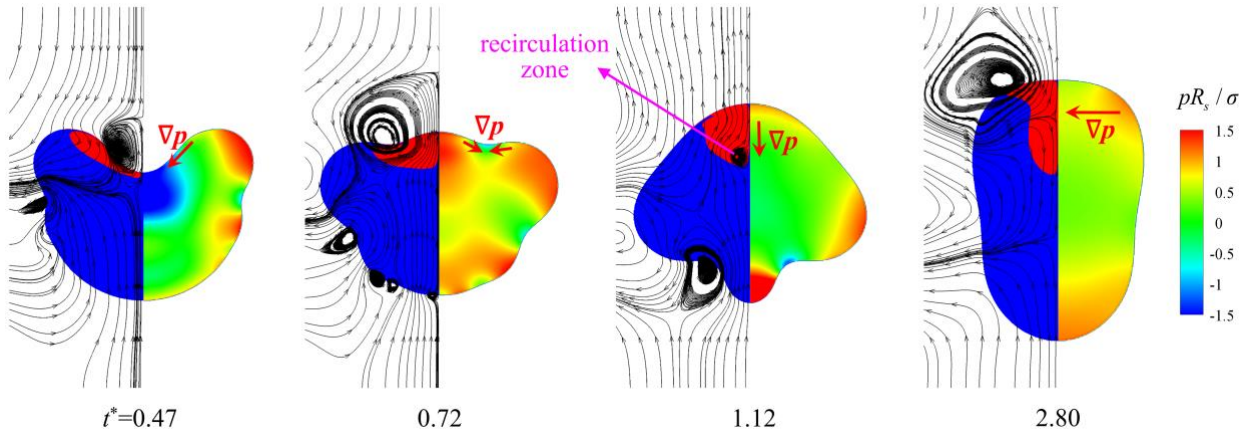 recirculation
zone
∇p
∇p
∇p
∇p
pRₛ / σ
1.5
1
0.5
0
-0.5
-1
-1.5
t*=0.47
0.72
1.12
2.80